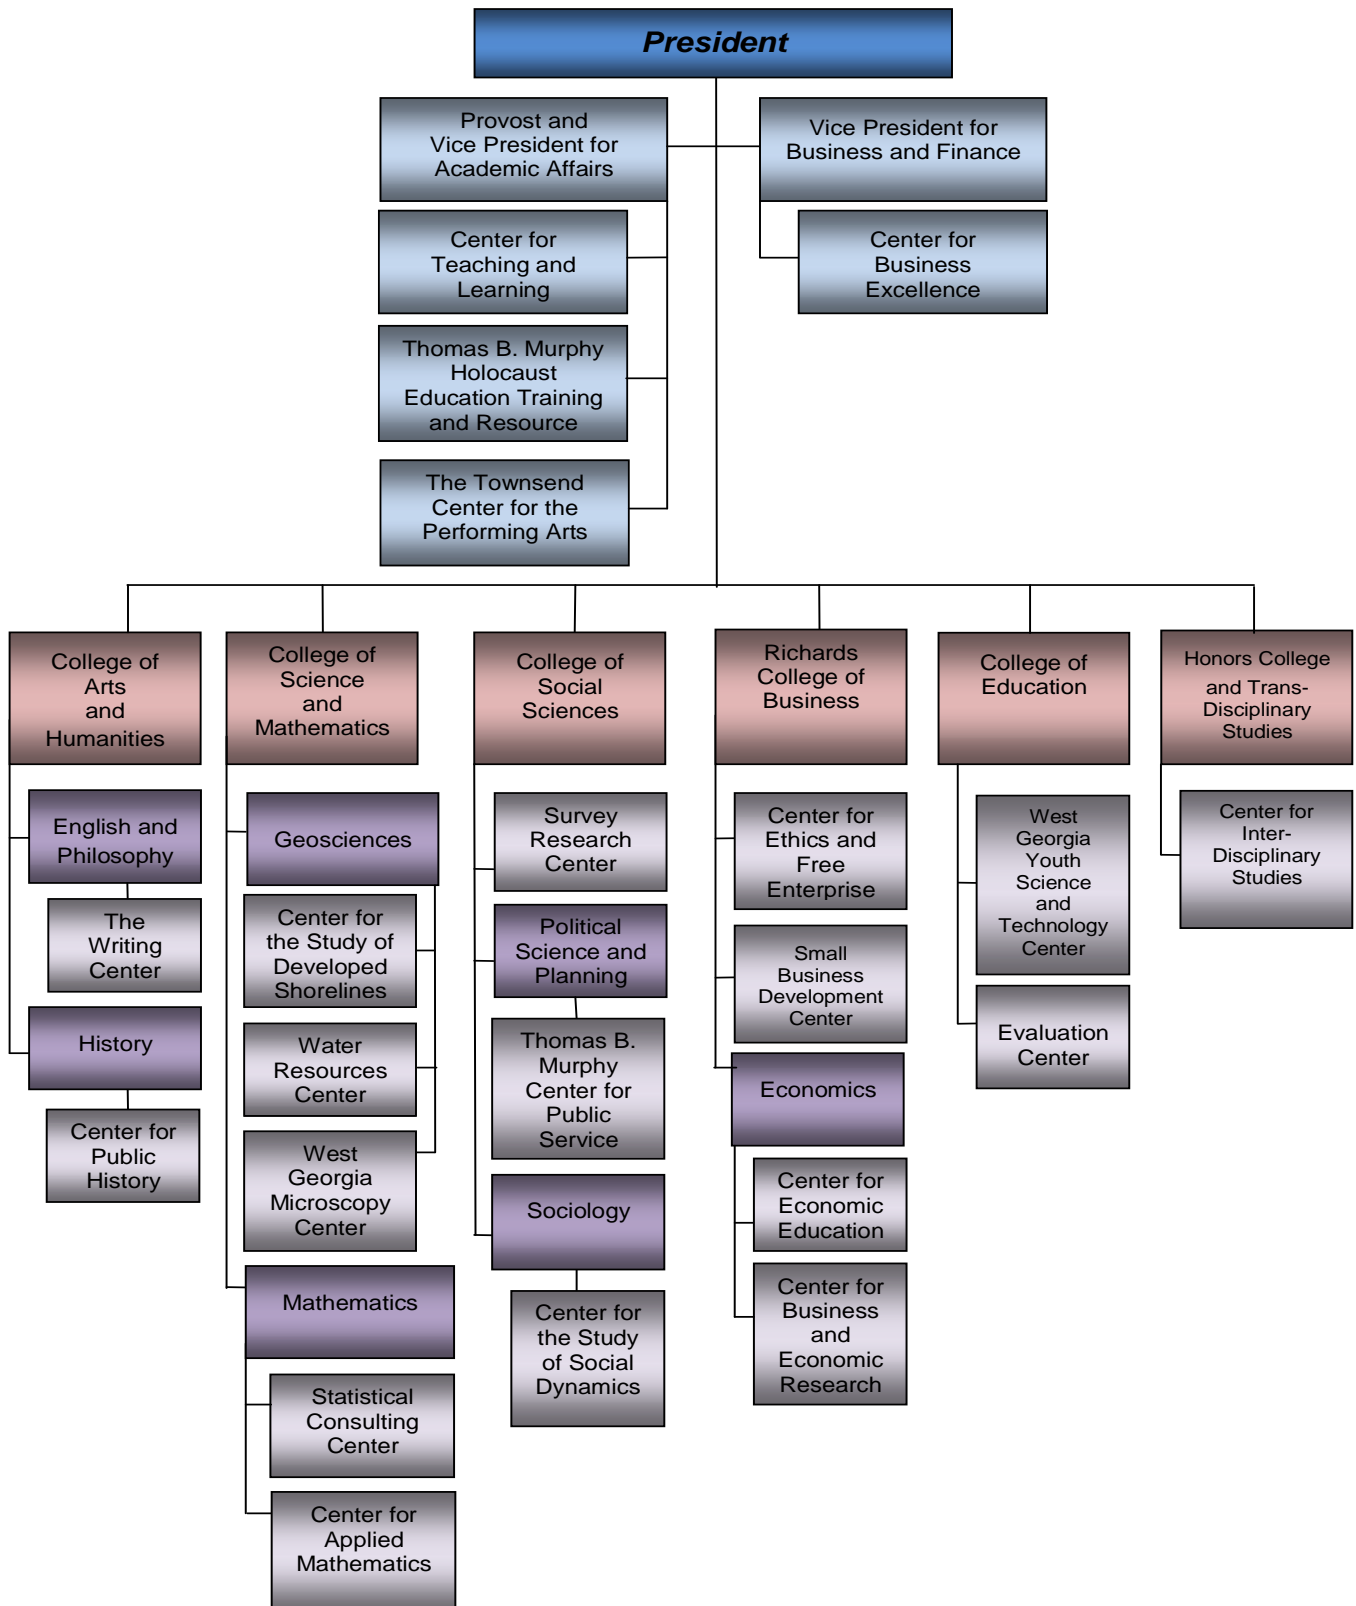 President
Provost and
Vice President for
Academic Affairs
Vice President for
Business and Finance
Center for
Teaching and
Learning
Center for
Business
Excellence
Thomas B. Murphy
Holocaust
Education Training
and Resource
The Townsend
Center for the
Performing Arts
College of
Arts
and
Humanities
English and
Philosophy
The
Writing
Center
History
Center for
Public
History
College of
Science
and
Mathematics
Geosciences
Center for
the Study of
Developed
Shorelines
Water
Resources
Center
West
Georgia
Microscopy
Center
Mathematics
Statistical
Consulting
Center
Center for
Applied
Mathematics
College of
Social
Sciences
Survey
Research
Center
Political
Science and
Planning
Thomas B.
Murphy
Center for
Public
Service
Sociology
Center for
the Study
of Social
Dynamics
Richards
College of
Business
Center for
Ethics and
Free
Enterprise
Small
Business
Development
Center
Economics
Center for
Economic
Education
Center for
Business
and
Economic
Research
College of
Education
West
Georgia
Youth
Science
and
Technology
Center
Evaluation
Center
Honors College
and Trans-
Disciplinary
Studies
Center for
Inter-
Disciplinary
Studies